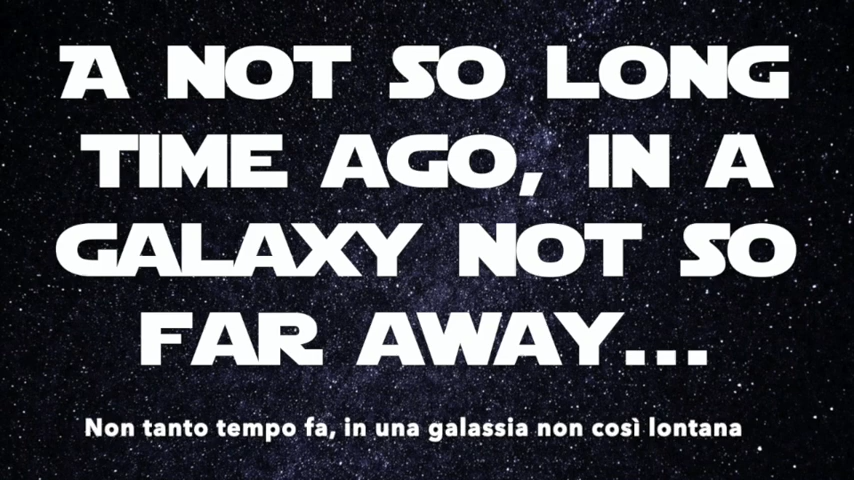 A NOT SO LONG
TIME AGO, IN A
GALAXY NOT SO
FAR AWAY...
Non tanto tempo fa, in una galassia non così lontana